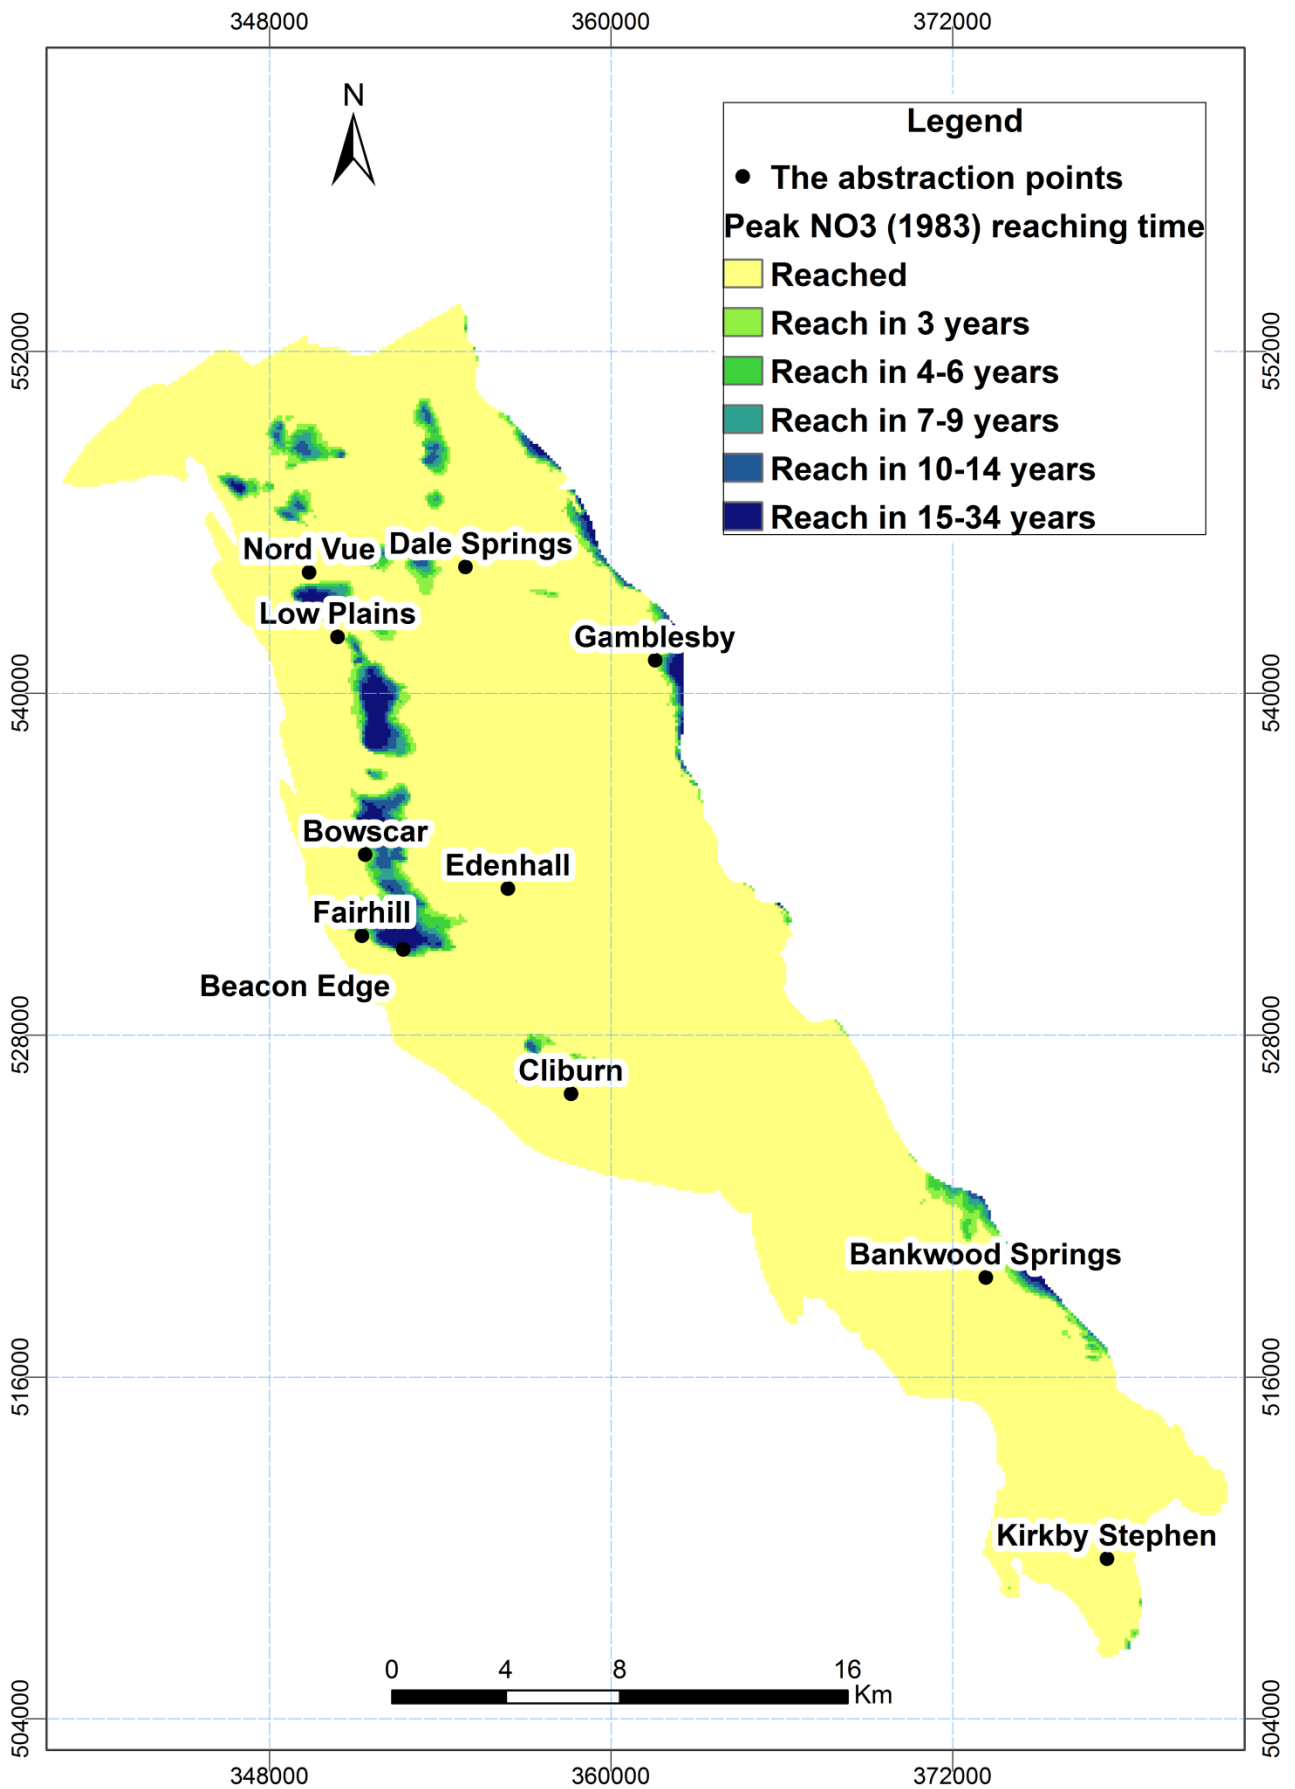 348000 360000 372000
N
Legend
The abstraction points
Peak NO3 (1983) reaching time
Reached
Reach in 3 years
Reach in 4-6 years
Reach in 7-9 years
Reach in 10-14 years
Reach in 15-34 years
552000 552000
Nord Vue Dale Springs
Low Plains
Gamblesby
540000 540000
Bowscar
Edenhall
Fairhill
Beacon Edge
528000 528000
Cliburn
Bankwood Springs
516000 516000
Kirkby Stephen
0 4 8 16
Km
504000 504000
348000 360000 372000